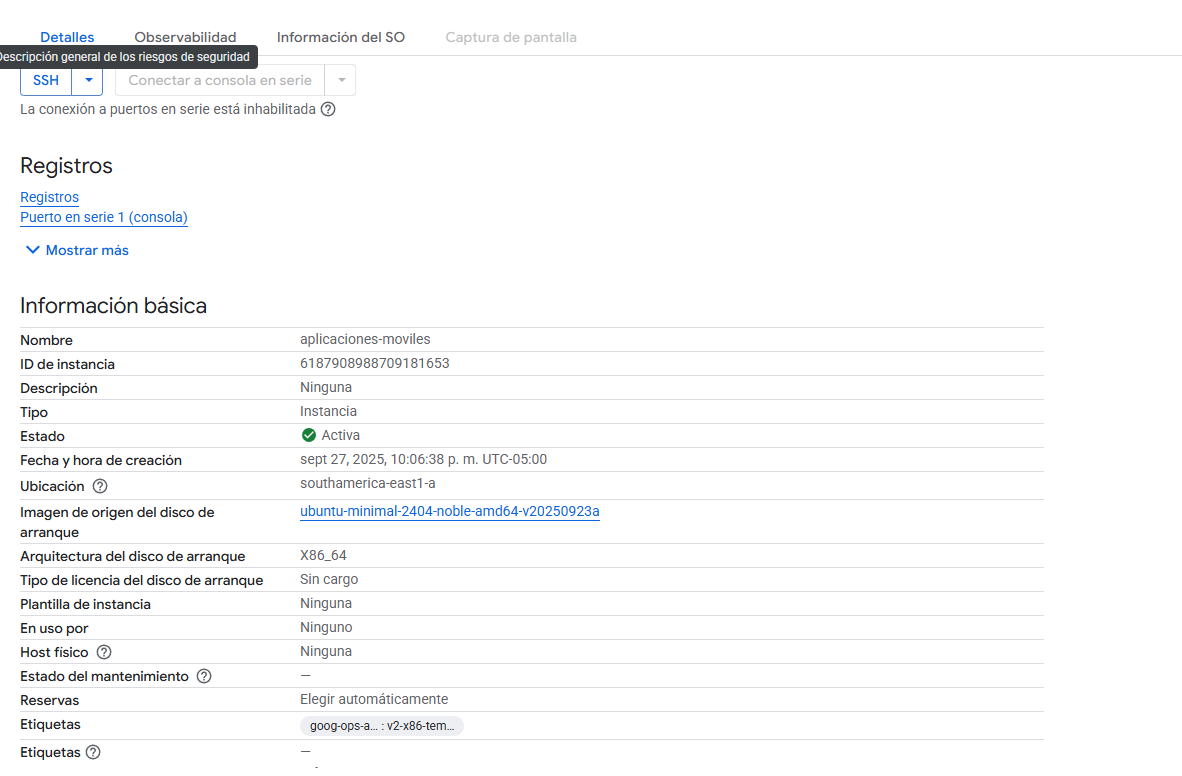 Detalles Observabilidad Información del SO Captura de pantalla
Descripción general de los riesgos de seguridad
SSH Conectar a consola en serie
La conexión a puertos en serie está inhabilitada
Registros
Registros
Puerto en serie 1 (consola)
Mostrar más
Información básica
Nombre aplicaciones-moviles
ID de instancia 6187908988709181653
Descripción Ninguna
Tipo Instancia
Estado Activa
Fecha y hora de creación sept 27, 2025, 10:06:38 p. m. UTC-05:00
Ubicación southamerica-east1-a
Imagen de origen del disco de ubuntu-minimal-2404-noble-amd64-v20250923a
arranque
Arquitectura del disco de arranque X86_64
Tipo de licencia del disco de arranque Sin cargo
Plantilla de instancia Ninguna
En uso por Ninguno
Host físico Ninguna
Estado del mantenimiento —
Reservas Elegir automáticamente
Etiquetas goog-ops-a... : v2-x86-tem...
Etiquetas —